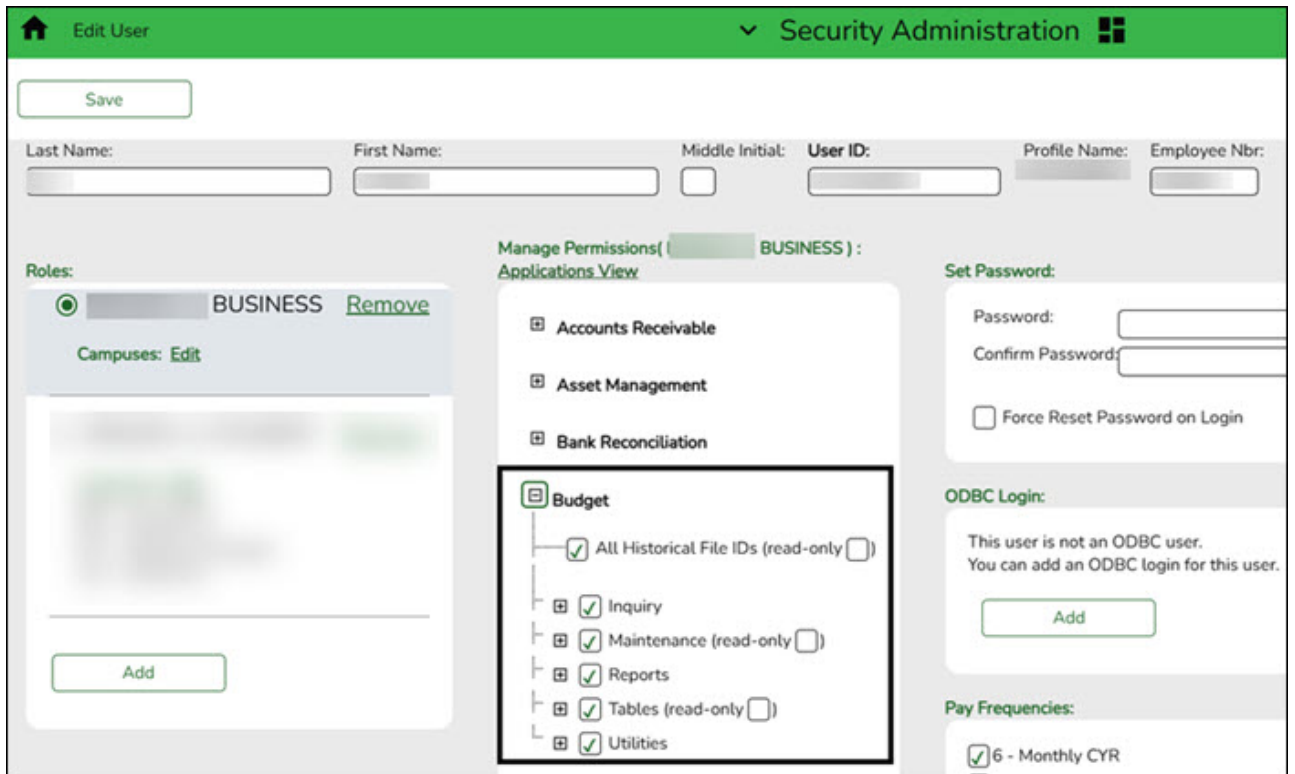 Edit User
Security Administration
Save
Last Name:
First Name:
Middle Initial:
User ID:
Profile Name:
Employee Nbr:
Roles:
BUSINESS Remove
Campuses: Edit
Add
Manage Permissions( BUSINESS ) :
Applications View
Accounts Receivable
Asset Management
Bank Reconciliation
Budget
All Historical File IDs (read-only )
Inquiry
Maintenance (read-only )
Reports
Tables (read-only )
Utilities
Set Password:
Password:
Confirm Password:
Force Reset Password on Login
ODBC Login:
This user is not an ODBC user.
You can add an ODBC login for this user.
Add
Pay Frequencies:
6 - Monthly CYR